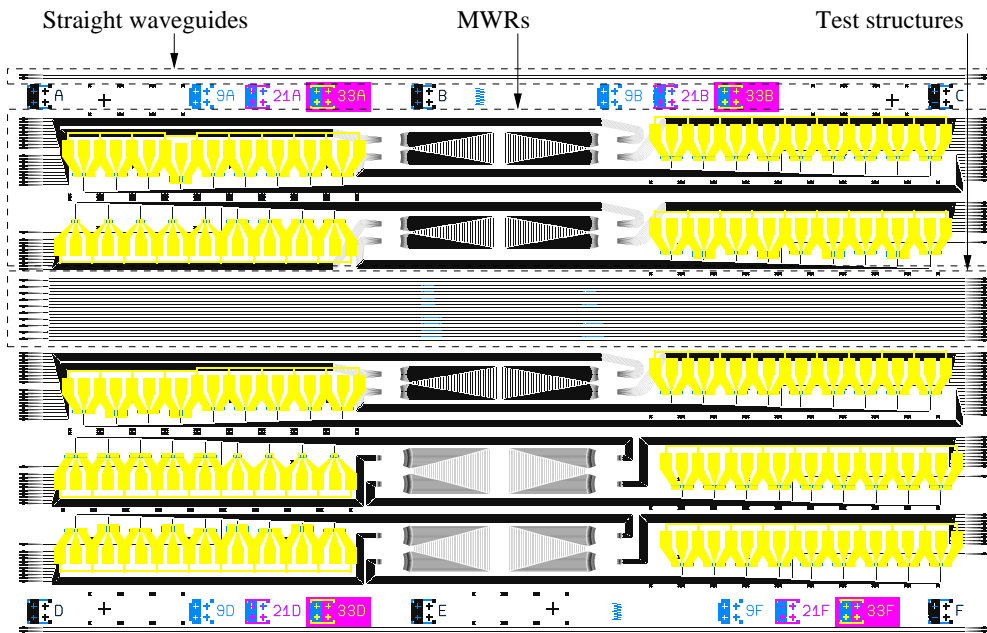 Straight waveguides MWRs Test structures
A 9A 21A 33A B 9B 21B 33B C
D 9D 21D 33D E 9F 21F 33F F